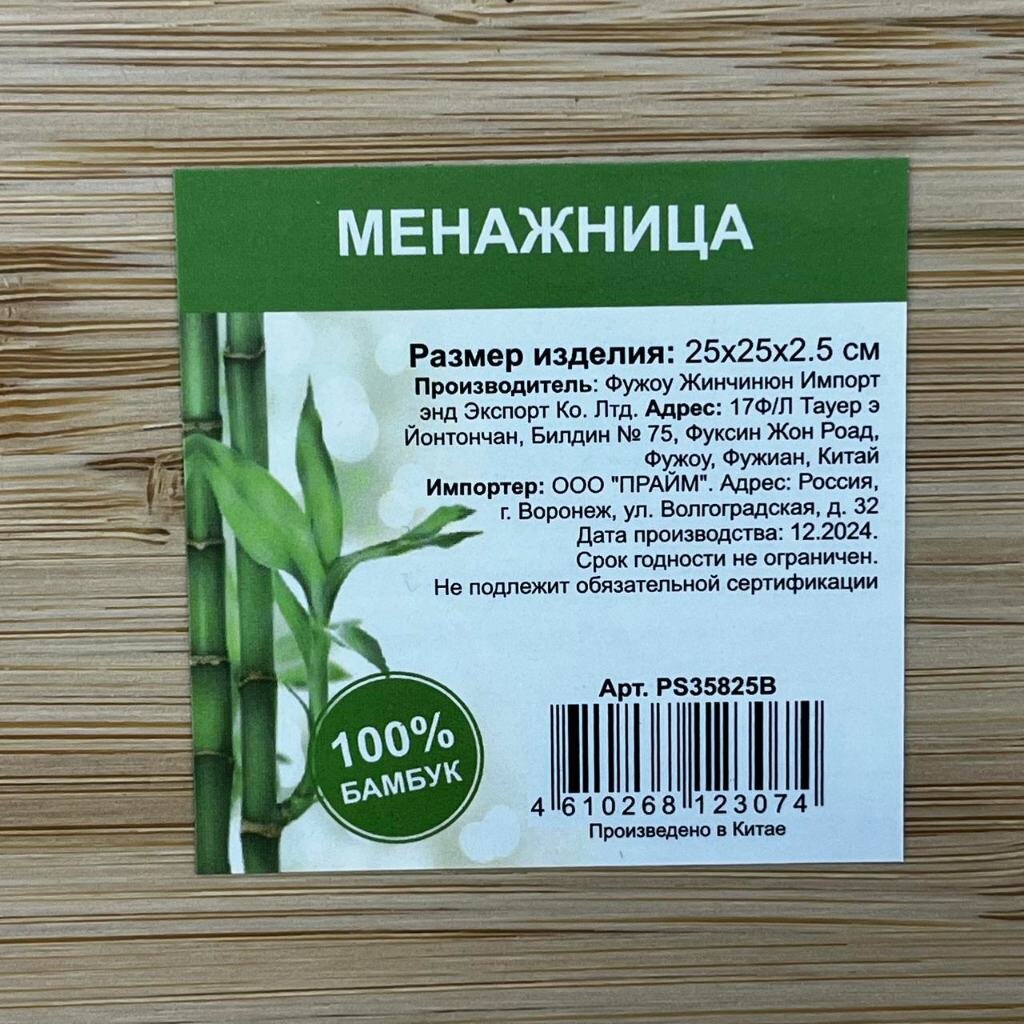 МЕНАЖНИЦА
Размер изделия: 25х25х2.5 см
Производитель: Фужоу Жинчинюн Импорт
энд Экспорт Ко. Лтд. Адрес: 17Ф/Л Тауер э
Йонтончан, Билдин № 75, Фуксин Жон Роад,
Фужоу, Фужиан, Китай
Импортер: ООО "ПРАЙМ". Адрес: Россия,
г. Воронеж, ул. Волгоградская, д. 32
Дата производства: 12.2024.
Срок годности не ограничен.
Не подлежит обязательной сертификации
100%
БАМБУК
Арт. PS35825B
4 610268 123074
Произведено в Китае